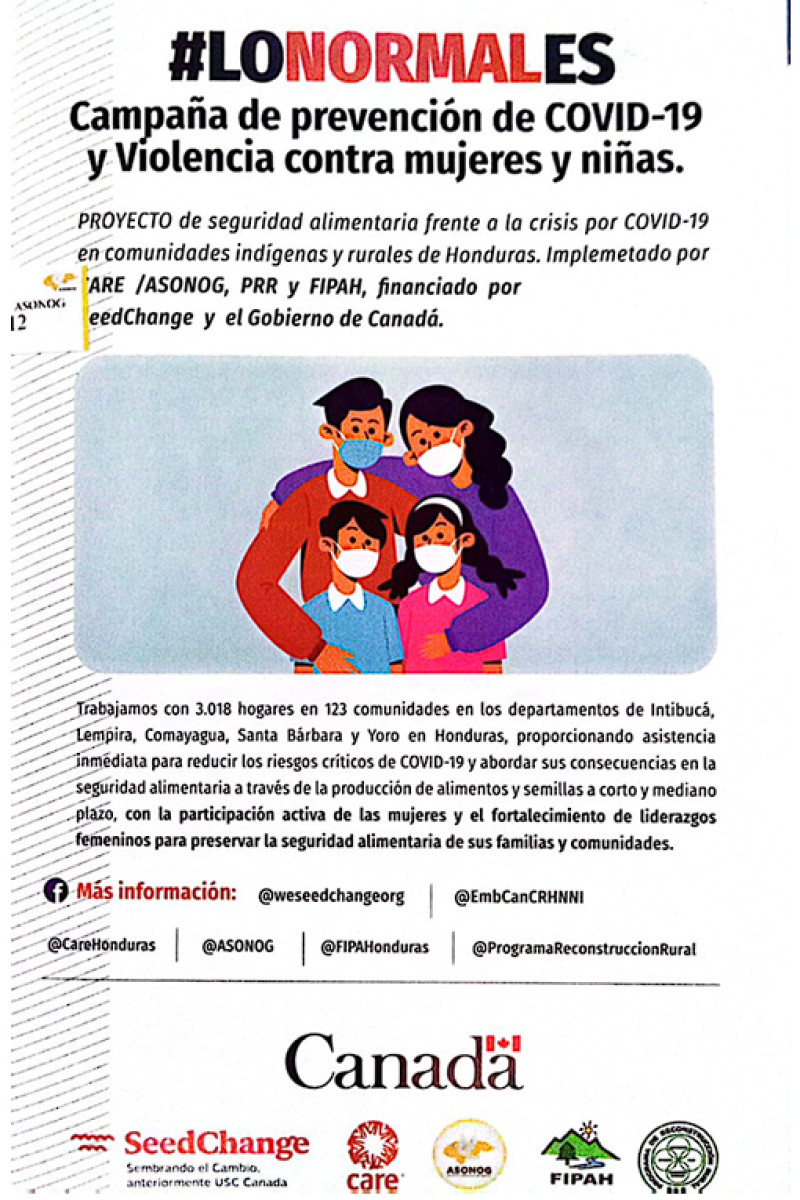 #LONORMALES
Campaña de prevención de COVID-19
y Violencia contra mujeres y niñas.
PROYECTO de seguridad alimentaria frente a la crisis por COVID-19
en comunidades indígenas y rurales de Honduras. Implemetado por
ARE /ASONOG, PRR y FIPAH, financiado por
eedChange y el Gobierno de Canadá.
ASONOG
12
Trabajamos con 3.018 hogares en 123 comunidades en los departamentos de Intibucá,
Lempira, Comayagua, Santa Bárbara y Yoro en Honduras, proporcionando asistencia
inmediata para reducir los riesgos críticos de COVID-19 y abordar sus consecuencias en la
seguridad alimentaria a través de la producción de alimentos y semillas a corto y mediano
plazo, con la participación activa de las mujeres y el fortalecimiento de liderazgos
femeninos para preservar la seguridad alimentaria de sus familias y comunidades.
Más información: @weseedchangeorg @EmbCanCRHNNI
@CareHonduras @ASONOG @FIPAHonduras @ProgramaReconstruccionRural
Canada
SeedChange
Sembrando el Cambio,
anteriormente USC Canada
care
ASONOG
FIPAH
PROGRAMA DE RECONSTRUCCION RURAL